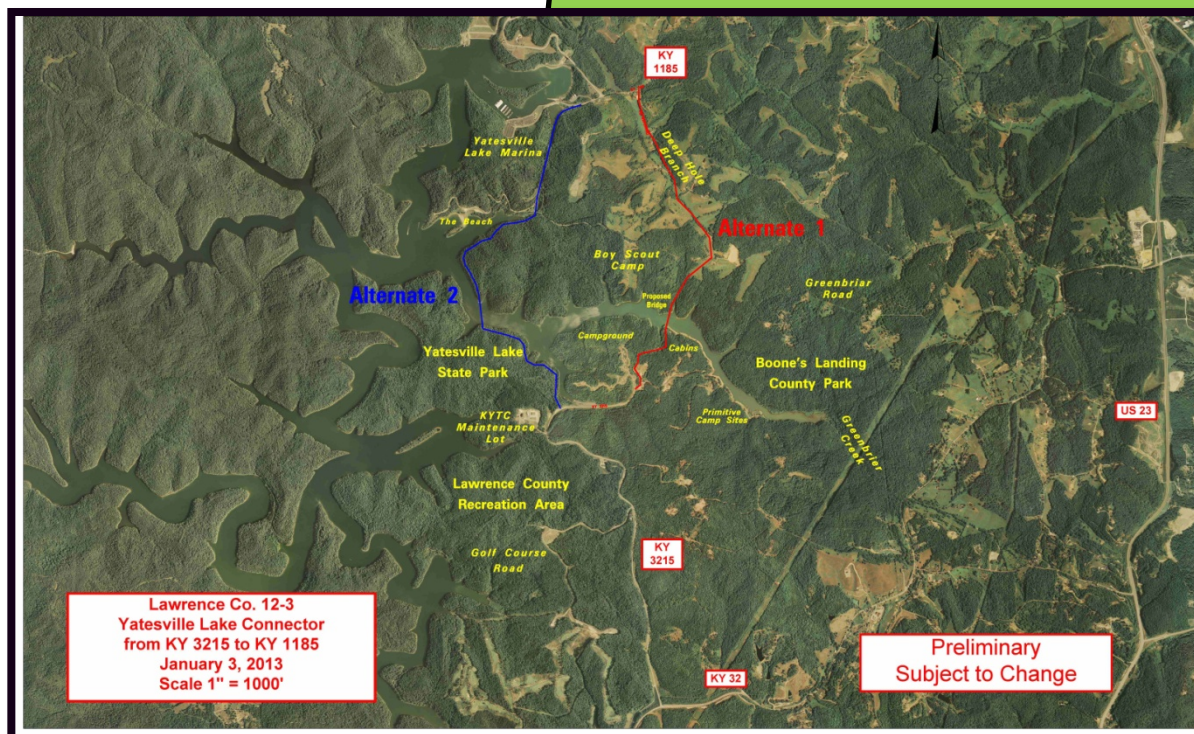 KY
1185
Yatesville
Lake Marina
Deep Hole
Branch
The Beach
Alternate 1
Boy Scout
Camp
Greenbriar
Road
Alternate 2
Proposed
Bridge
Campground
Cabins
Yatesville Lake
State Park
Boone's Landing
County Park
KYTC
Maintenance
Lot
Primitive
Camp Sites
US 23
Greenbrier
Creek
Lawrence County
Recreation Area
Golf Course
Road
KY
3215
Lawrence Co. 12-3
Yatesville Lake Connector
from KY 3215 to KY 1185
January 3, 2013
Scale 1" = 1000'
KY 32
Preliminary
Subject to Change